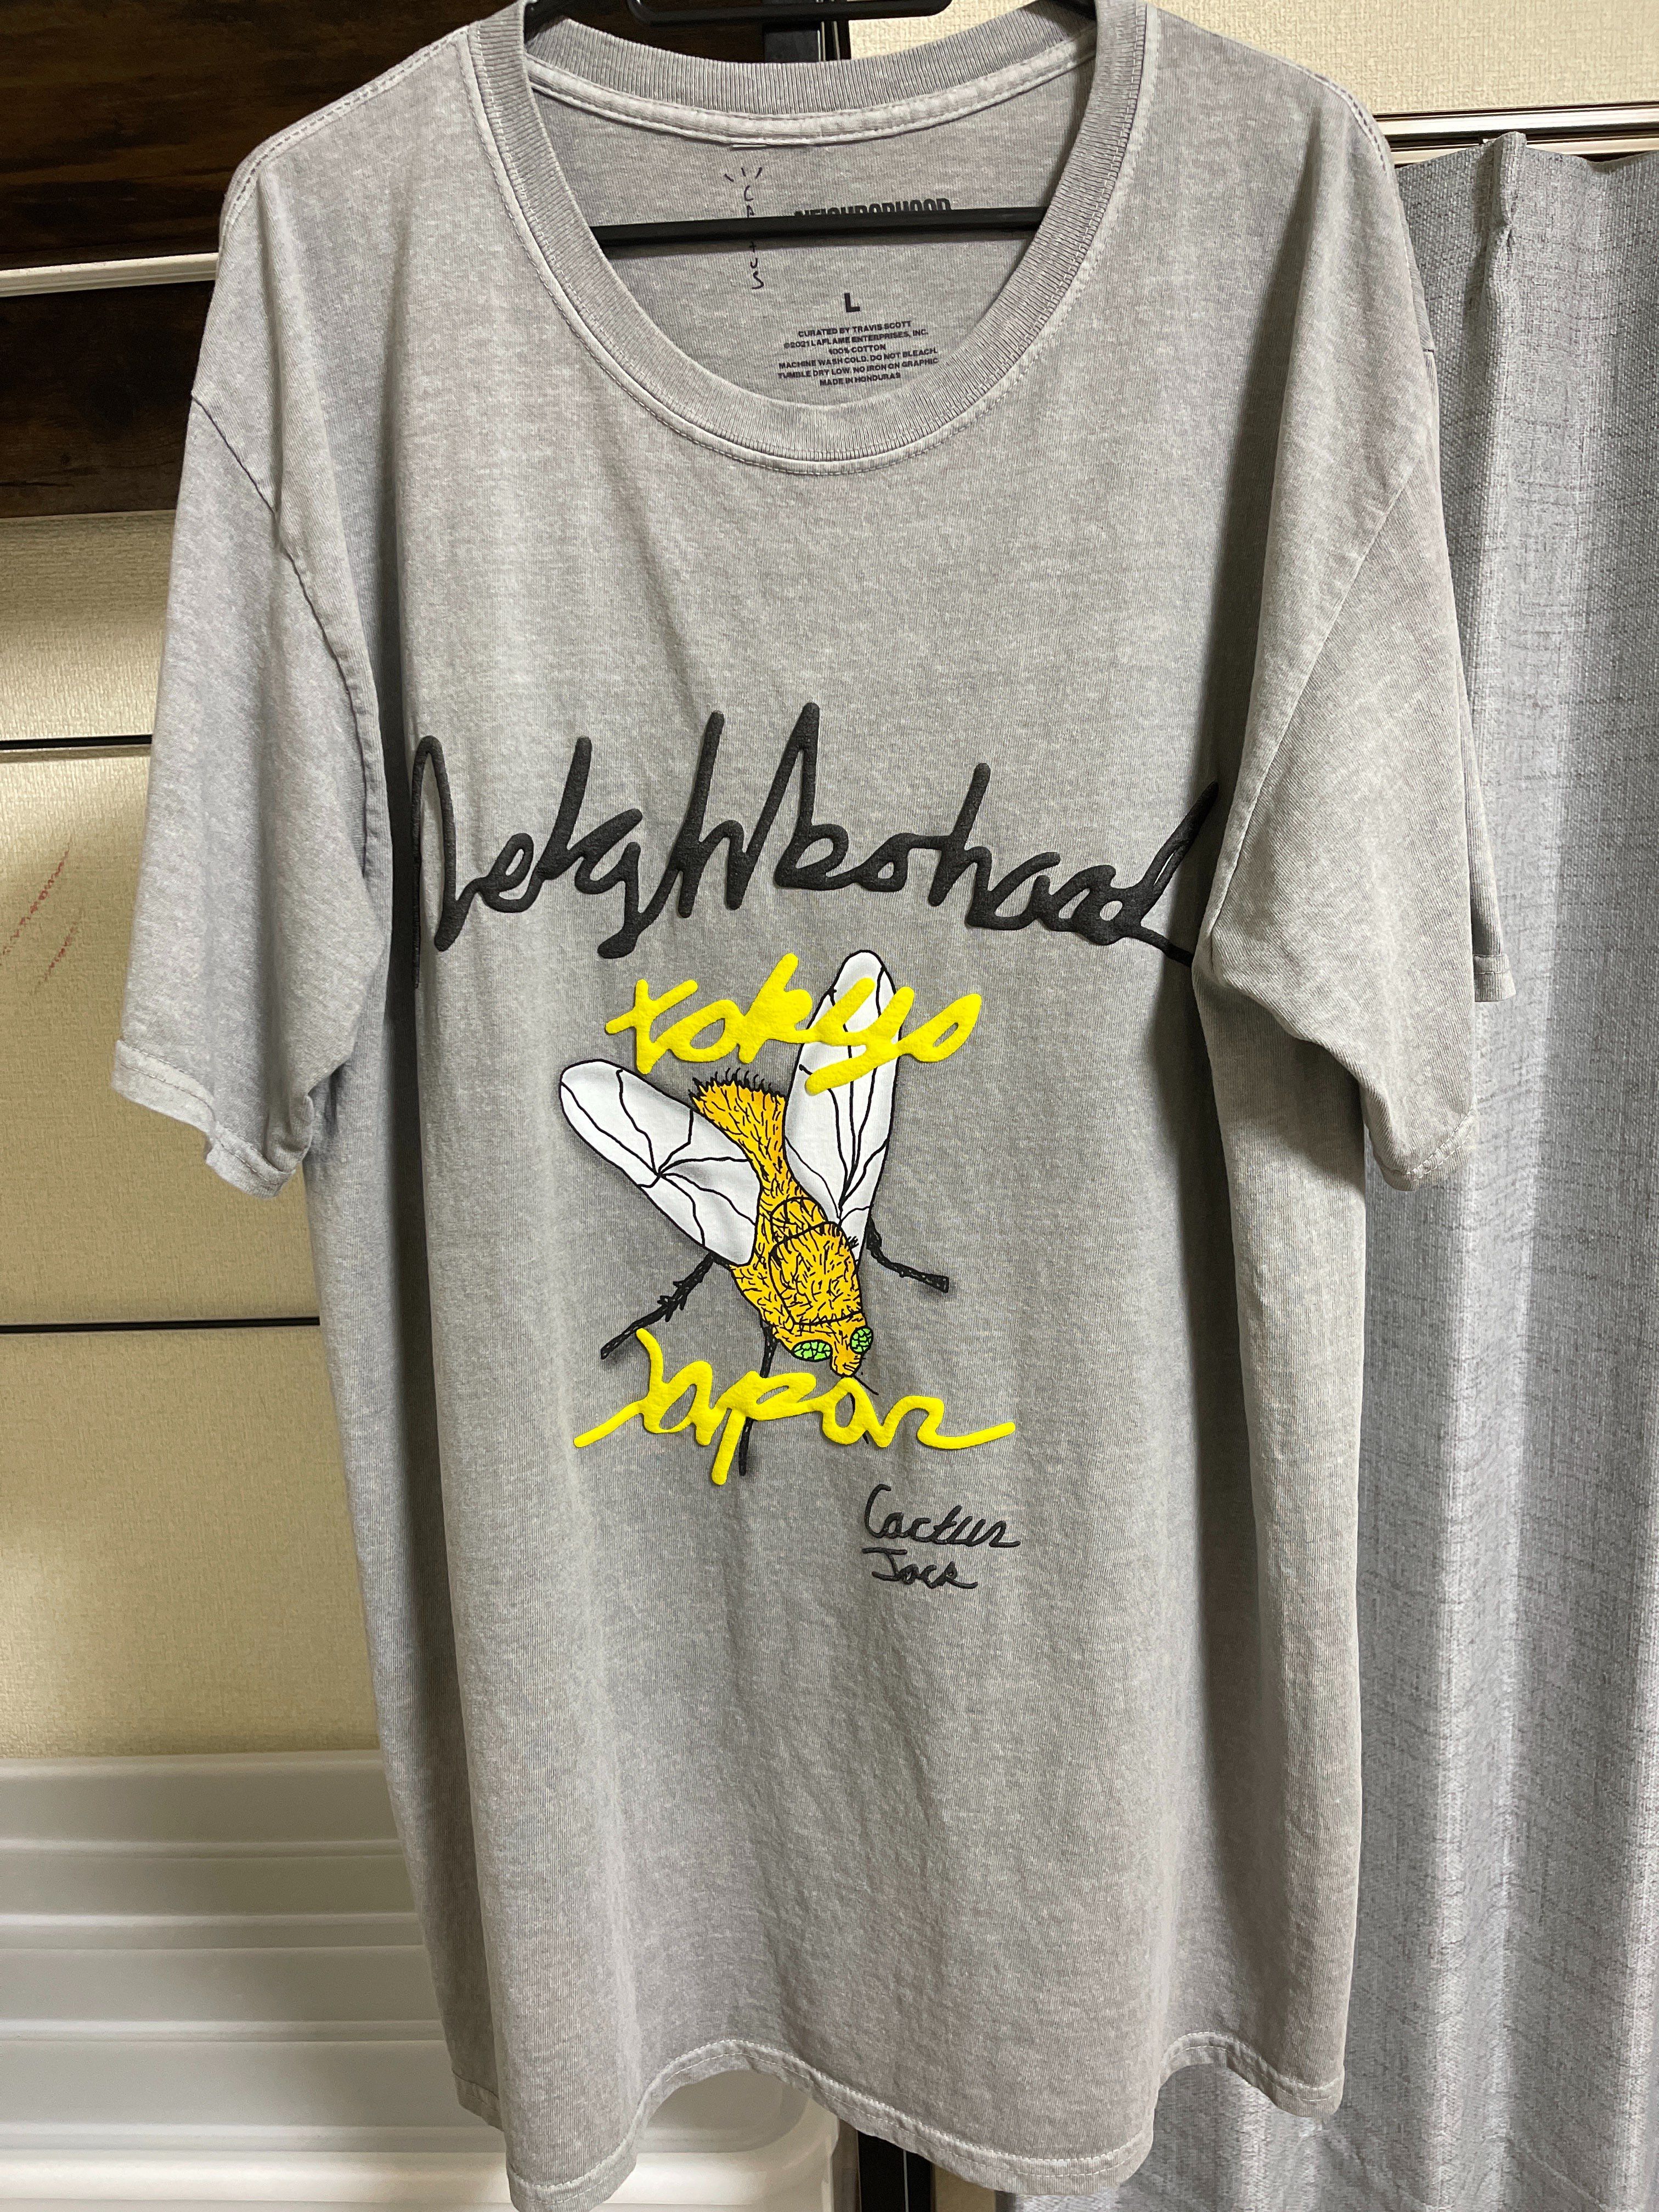 CACTUS
NEIGHBORHOOD
L
CURATED BY TRAVIS SCOTT
©2021 LAFLAME ENTERPRISES, INC.
100% COTTON
MACHINE WASH COLD. DO NOT BLEACH.
TUMBLE DRY LOW. NO IRON ON GRAPHIC
MADE IN HONDURAS
Neighborhood
tokyo
Japan
Cactus
Jack